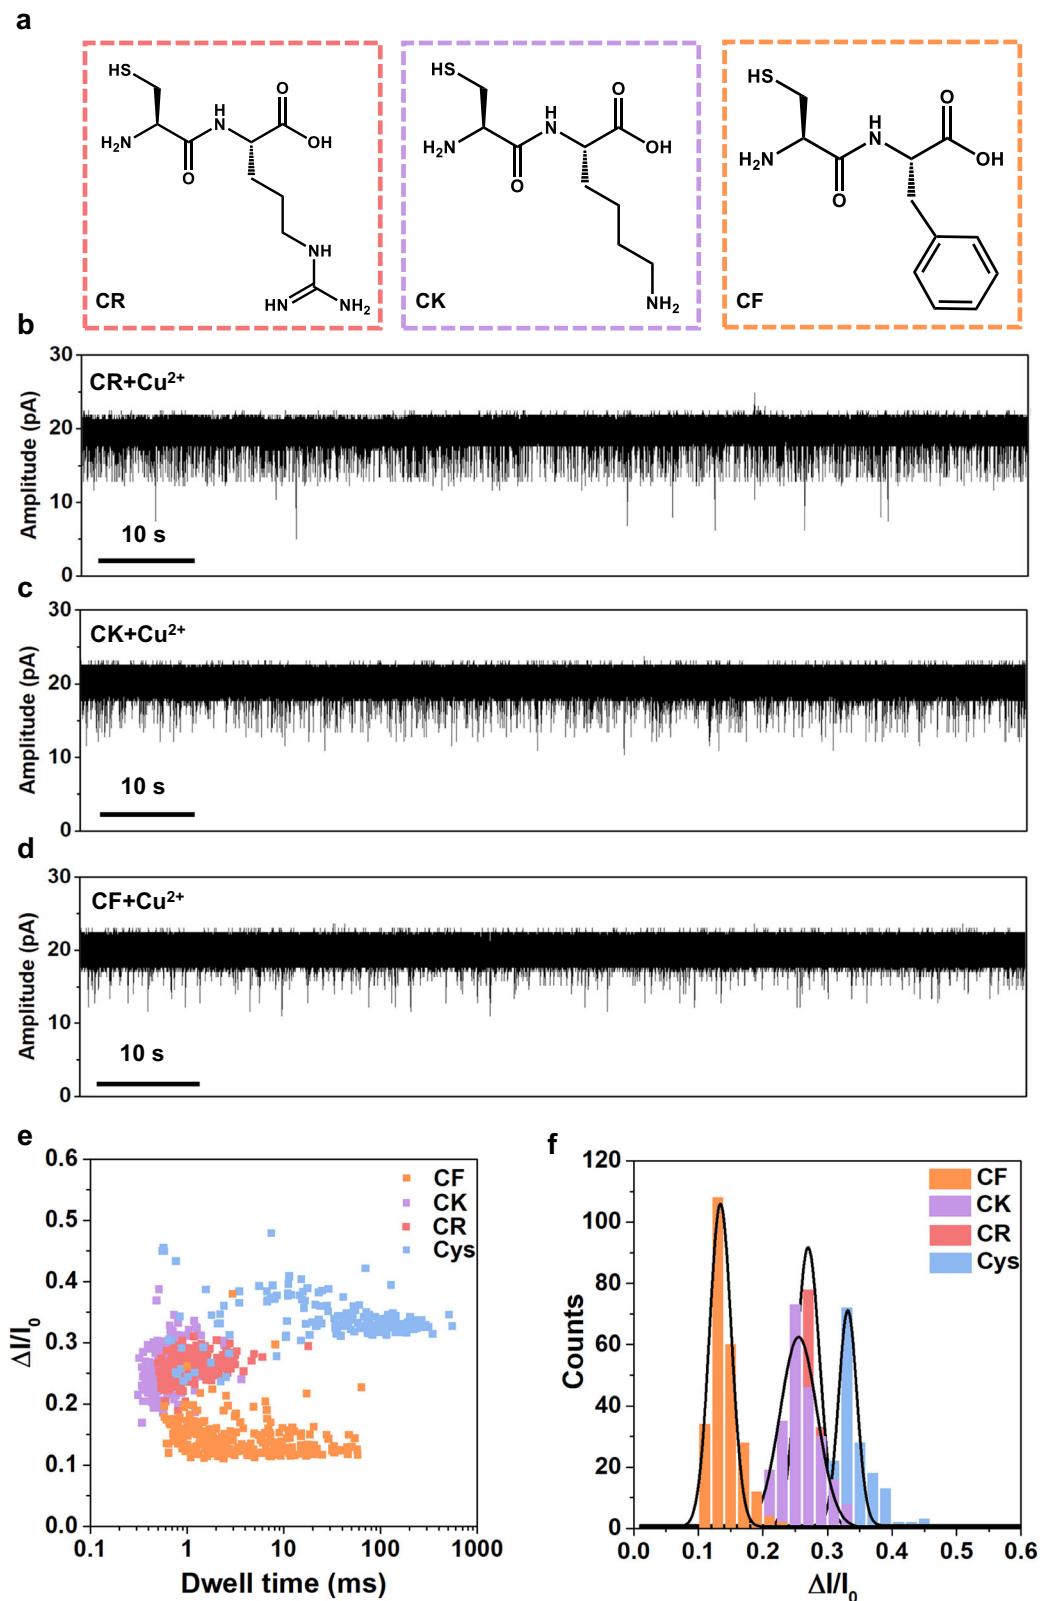 a
HS
H₂N
O
H
N
O
OH
NH
HN
NH₂
CR
HS
H₂N
O
H
N
O
OH
NH₂
CK
HS
H₂N
O
H
N
O
OH
CF
b
Amplitude (pA)
30
20
10
0
CR+Cu²⁺
10 s
c
Amplitude (pA)
30
20
10
0
CK+Cu²⁺
10 s
d
Amplitude (pA)
30
20
10
0
CF+Cu²⁺
10 s
e
ΔI/I₀
0.6
0.5
0.4
0.3
0.2
0.1
0.0
CF
CK
CR
Cys
0.1 1 10 100 1000
Dwell time (ms)
f
Counts
120
100
80
60
40
20
0
CF
CK
CR
Cys
0.0 0.1 0.2 0.3 0.4 0.5 0.6
ΔI/I₀